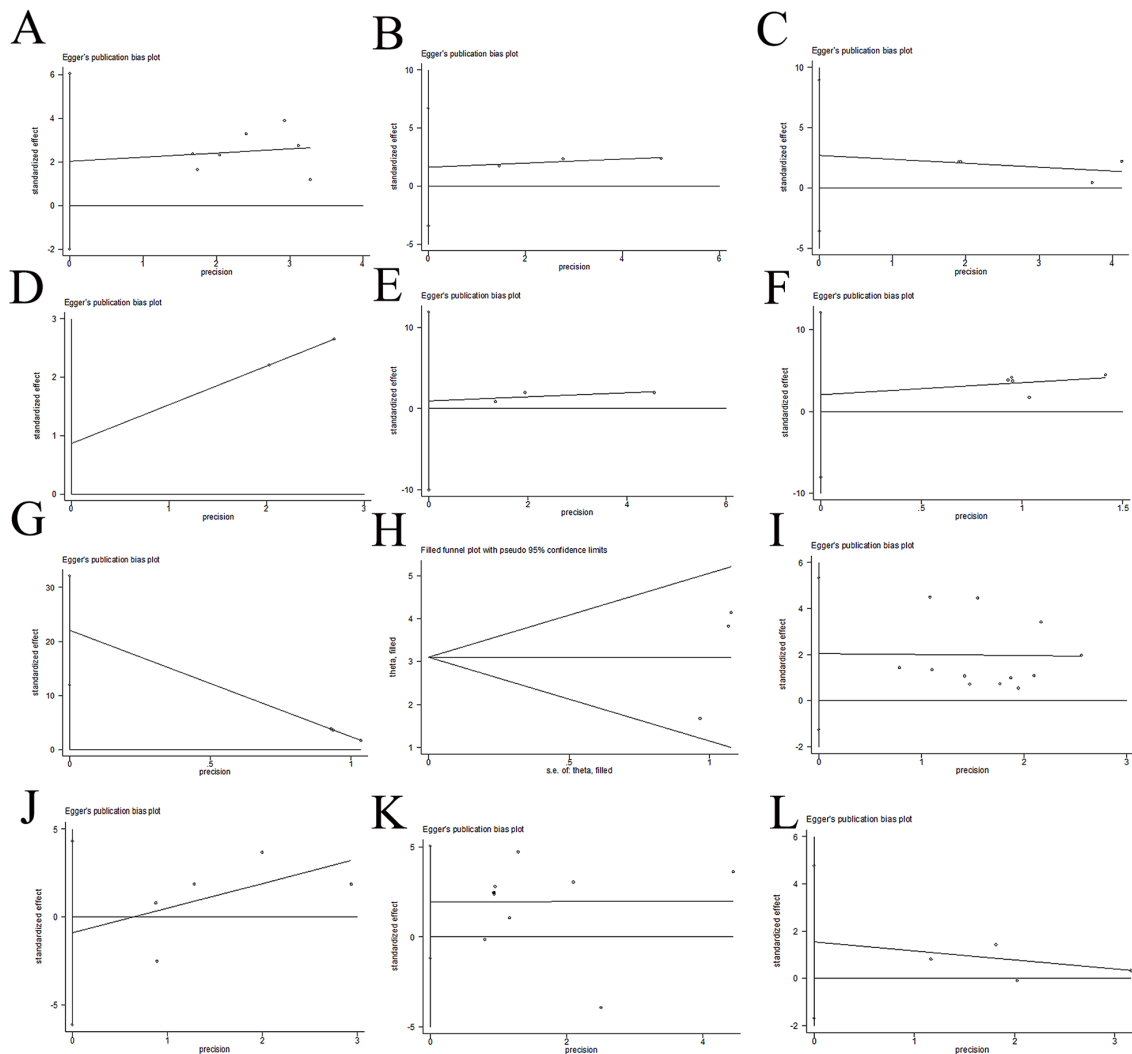 A
Egger's publication bias plot
standardized effect
6
4
2
0
-2
0 1 2 3 4
precision
B
Egger's publication bias plot
standardized effect
10
5
0
-5
0 2 4 6
precision
C
Egger's publication bias plot
standardized effect
10
5
0
-5
0 1 2 3 4
precision
D
Egger's publication bias plot
standardized effect
3
2
1
0
0 1 2 3
precision
E
Egger's publication bias plot
standardized effect
10
0
-10
0 2 4 6
precision
F
Egger's publication bias plot
standardized effect
10
0
-10
0 .5 1 1.5
precision
G
Egger's publication bias plot
standardized effect
30
20
10
0
0 .5 1
precision
H
Filled funnel plot with pseudo 95% confidence limits
theta, filled
5
4
3
2
1
0 .5 1
s.e. of: theta, filled
I
Egger's publication bias plot
standardized effect
6
4
2
0
-2
0 1 2 3
precision
J
Egger's publication bias plot
standardized effect
5
0
-5
0 1 2 3
precision
K
Egger's publication bias plot
standardized effect
5
0
-5
0 2 4
precision
L
Egger's publication bias plot
standardized effect
6
4
2
0
-2
0 1 2 3
precision